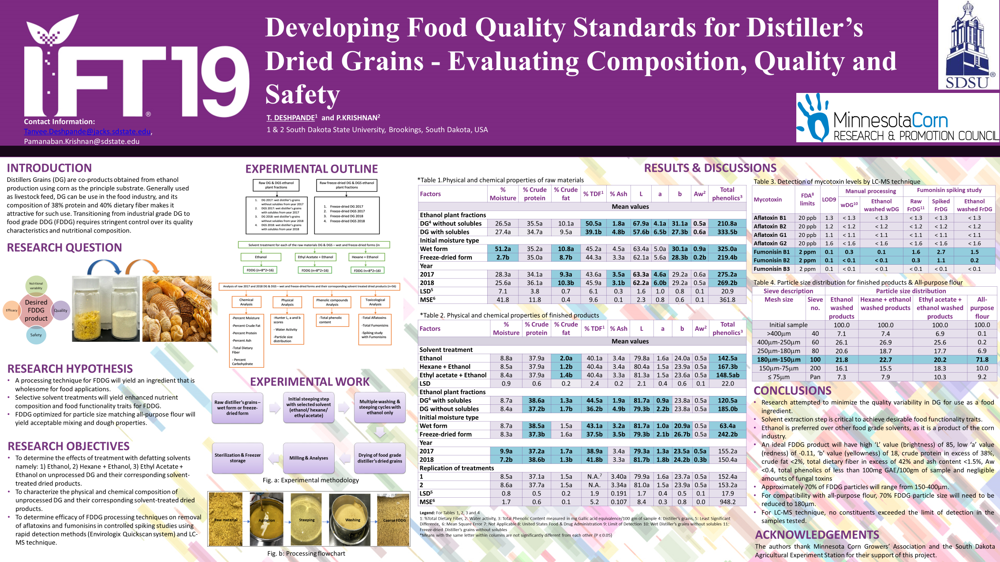 IFT19
®
Developing Food Quality Standards for Distiller’s
Dried Grains - Evaluating Composition, Quality and
Safety
T. DESHPANDE1 and P.KRISHNAN2
1 & 2 South Dakota State University, Brookings, South Dakota, USA
Contact Information:
Tanvee.Deshpande@jacks.sdstate.edu,
Pamanaban.Krishnan@sdstate.edu
SDSU®
MinnesotaCorn
RESEARCH & PROMOTION COUNCIL
INTRODUCTION
Distillers Grains (DG) are co-products obtained from ethanol
production using corn as the principle substrate. Generally used
as livestock feed, DG can be use in the food industry, and its
composition of 38% protein and 40% dietary fiber makes it
attractive for such use. Transitioning from industrial grade DG to
food grade DDG (FDDG) requires stringent control over its quality
characteristics and nutritional composition.
RESEARCH QUESTION
Nutritional
variability
Efficacy
Desired
FDDG
product
Quality
Safety
RESEARCH HYPOTHESIS
• A processing technique for FDDG will yield an ingredient that is
wholesome for food applications.
• Selective solvent treatments will yield enhanced nutrient
composition and food functionality traits for FDDG.
• FDDG optimized for particle size matching all-purpose flour will
yield acceptable mixing and dough properties.
RESEARCH OBJECTIVES
• To determine the effects of treatment with defatting solvents
namely: 1) Ethanol, 2) Hexane + Ethanol, 3) Ethyl Acetate +
Ethanol on unprocessed DG and their corresponding solvent-
treated dried products.
• To characterize the physical and chemical composition of
unprocessed DG and their corresponding solvent-treated dried
products.
• To determine efficacy of FDDG processing techniques on removal
of aflatoxins and fumonisins in controlled spiking studies using
rapid detection methods (Envirologix Quickscan system) and LC-
MS technique.
EXPERIMENTAL OUTLINE
Raw DG & DGS ethanol
plant fractions
Raw freeze-dried DG & DGS ethanol
plant fractions
1. DG 2017: wet distiller's grains
without solubles from year 2017
2. DGS 2017: wet distiller's grains
with solubles from year 2017
3. DG 2018: wet distiller's grains
without solubles from year 2018
4. DGS 2018: wet distiller's grains
with solubles from year 2018
1. Freeze-dried DG 2017
2. Freeze-dried DGS 2017
3. Freeze-dried DG 2018
4. Freeze-dried DGS 2018
Solvent treatment for each of the raw materials DG & DGS – wet and freeze-dried forms (in
Ethanol
Ethyl Acetate + Ethanol
Hexane + Ethanol
FDDG (n=8*2=16)
FDDG (n=8*2=16)
FDDG (n=8*2=16)
Analysis of raw 2017 and 2018 DG & DGS – wet and freeze-dried forms and their corresponding solvent treated dried products (n=56)
Chemical
Analysis
Physical
Analysis
Phenolic compounds
Analysis
Toxicological
Analysis
-Percent Moisture
-Percent Crude Fat
-Percent Protein
-Percent Ash
-Total Dietary
Fiber
- Percent
Carbohydrate
-Hunter L, a and b
scores
- Water Activity
-Particle size
distribution
-Total phenolic
content
-Total Aflatoxins
-Total Fumonisins
-Spiking study
with Fumonisins
EXPERIMENTAL WORK
Raw distiller's grains –
wet form or freeze-
dried form
Initial steeping step
with selected solvent
(ethanol/ hexane/
ethyl acetate)
Multiple washing &
steeping cycles with
ethanol only
Sterilization & Freezer
storage
Milling & Analyses
Drying of food grade
distiller's dried grains
Fig. a: Experimental methodology
Raw material
Agitation
Steeping
Washing
Coarse FDDG
Fig. b: Processing flowchart
RESULTS & DISCUSSIONS
*Table 1.Physical and chemical properties of raw materials
Factors % Moisture % Crude protein % Crude fat % TDF1 % Ash L a b Aw2 Total phenolics3
Mean values
Ethanol plant fractions
DG4 without solubles 26.5a 35.5a 10.1a 50.5a 1.8a 67.9a 4.1a 31.1a 0.5a 210.8a
DG with solubles 27.4a 34.7a 9.5a 39.1b 4.8b 57.6b 6.5b 27.3b 0.6a 333.5b
Initial moisture type
Wet form 51.2a 35.2a 10.8a 45.2a 4.5a 63.4a 5.0a 30.1a 0.9a 325.0a
Freeze-dried form 2.7b 35.0a 8.7b 44.3a 3.3a 62.1a 5.6a 28.3b 0.2b 219.4b
Year
2017 28.3a 34.1a 9.3a 43.6a 3.5a 63.3a 4.6a 29.2a 0.6a 275.2a
2018 25.6a 36.1a 10.3b 45.9a 3.1b 62.2a 6.0b 29.2a 0.5a 269.2b
LSD5 7.1 3.8 0.7 6.1 0.3 1.6 1.0 0.8 0.1 20.9
MSE6 41.8 11.8 0.4 9.6 0.1 2.3 0.8 0.6 0.1 361.8
*Table 2. Physical and chemical properties of finished products
Factors % Moisture % Crude protein % Crude fat % TDF1 % Ash L a b Aw2 Total phenolics3
Mean values
Solvent treatment
Ethanol 8.8a 37.9a 2.0a 40.1a 3.4a 79.8a 1.6a 24.0a 0.5a 142.5a
Hexane + Ethanol 8.5a 37.9a 1.2b 40.4a 3.4a 80.4a 1.5a 23.9a 0.5a 167.3b
Ethyl acetate + Ethanol 8.4a 37.9a 1.4b 40.4a 3.3a 81.3a 1.5a 23.6a 0.5a 148.5ab
LSD 0.9 0.6 0.2 2.4 0.2 2.1 0.4 0.6 0.1 22.0
Ethanol plant fractions
DG4 with solubles 8.7a 38.6a 1.3a 44.5a 1.9a 81.7a 0.9a 23.8a 0.5a 120.5a
DG without solubles 8.4a 37.2b 1.7b 36.2b 4.9b 79.3b 2.2b 23.8a 0.5a 185.0b
Initial moisture type
Wet form 8.7a 38.5a 1.5a 43.1a 3.2a 81.7a 1.0a 20.9a 0.5a 63.4a
Freeze-dried form 8.3a 37.3b 1.6a 37.5b 3.5b 79.3b 2.1b 26.7b 0.5a 242.2b
Year
2017 9.9a 37.2a 1.7a 38.9a 3.4a 79.3a 1.3a 23.5a 0.5a 155.2a
2018 7.2b 38.6b 1.3b 41.8b 3.3a 81.7b 1.8b 24.2b 0.3b 150.4a
Replication of treatments
1 8.5a 37.1a 1.5a N.A.7 3.40a 79.9a 1.6a 23.7a 0.5a 152.4a
2 8.6a 37.7a 1.5a N.A. 3.34a 81.0a 1.5a 23.9a 0.5a 153.2a
LSD5 0.8 0.5 0.2 1.9 0.191 1.7 0.4 0.5 0.1 17.9
MSE6 1.7 0.6 0.1 5.2 0.107 8.4 0.3 0.8 0.0 948.2
Legend: For Tables 1, 2, 3 and 4
1: %Total Dietary Fiber, 2: Water activity, 3: Total Phenolic Content measured in mg Gallic acid equivalence/100 gm of sample 4: Distiller's grains, 5: Least Significant
Difference, 6: Mean Square Error 7: Not Applicable 8: United States Food & Drug Administration 9: Limit of Detection 10: Wet Distiller's grains without solubles 11:
Freeze-dried Distiller's grains without solubles
*Means with the same letter within columns are not significantly different from each other (P ≤ 0.05)
Table 3. Detection of mycotoxin levels by LC-MS technique
Mycotoxin FDA8 limits LOD9 Manual processing Fumonisin spiking study
wDG10 Ethanol washed wDG Raw FrDG11 Spiked FrDG Ethanol washed FrDG
Aflatoxin B1 20 ppb 1.3 < 1.3 < 1.3 < 1.3 < 1.3 < 1.3
Aflatoxin B2 20 ppb 1.2 < 1.2 < 1.2 < 1.2 < 1.2 < 1.2
Aflatoxin G1 20 ppb 1.1 < 1.1 < 1.1 < 1.1 < 1.1 < 1.1
Aflatoxin G2 20 ppb 1.6 < 1.6 < 1.6 < 1.6 < 1.6 < 1.6
Fumonisin B1 2 ppm 0.1 0.3 0.1 1.6 2.7 1.5
Fumonisin B2 2 ppm 0.1 < 0.1 < 0.1 0.3 1.1 0.2
Fumonisin B3 2 ppm 0.1 < 0.1 < 0.1 < 0.1 < 0.1 < 0.1
Table 4. Particle size distribution for finished products & All-purpose flour
Sieve description Particle size distribution
Mesh size Sieve no. Ethanol washed products Hexane + ethanol washed products Ethyl acetate + ethanol washed products All-purpose flour
Initial sample 100.0 100.0 100.0 100.0
>400µm 40 7.1 7.4 6.9 0.1
400µm-250µm 60 26.1 26.9 25.6 0.2
250µm-180µm 80 20.6 18.7 17.7 6.9
180µm-150µm 100 21.8 22.7 20.2 71.8
150µm-75µm 200 16.1 15.5 18.3 10.0
≤ 75µm Pan 7.3 7.9 10.3 9.2
CONCLUSIONS
• Research attempted to minimize the quality variability in DG for use as a food
ingredient.
• Solvent extraction step is critical to achieve desirable food functionality traits.
• Ethanol is preferred over other food grade solvents, as it is a product of the corn
industry.
• An ideal FDDG product will have high ‘L’ value (brightness) of 85, low ‘a’ value
(redness) of -0.11, ‘b’ value (yellowness) of 18, crude protein in excess of 38%,
crude fat <2%, total dietary fiber in excess of 42% and ash content <1.5%, Aw
<0.4, total phenolics of less than 100mg GAE/100gm of sample and negligible
amounts of fungal toxins
• Approximately 70% of FDDG particles will range from 150-400µm.
• For compatibility with all-purpose flour, 70% FDDG particle size will need to be
reduced to 180µm.
• For LC-MS technique, no constituents exceeded the limit of detection in the
samples tested.
ACKNOWLEDGEMENTS
The authors thank Minnesota Corn Growers’ Association and the South Dakota
Agricultural Experiment Station for their support of this project.